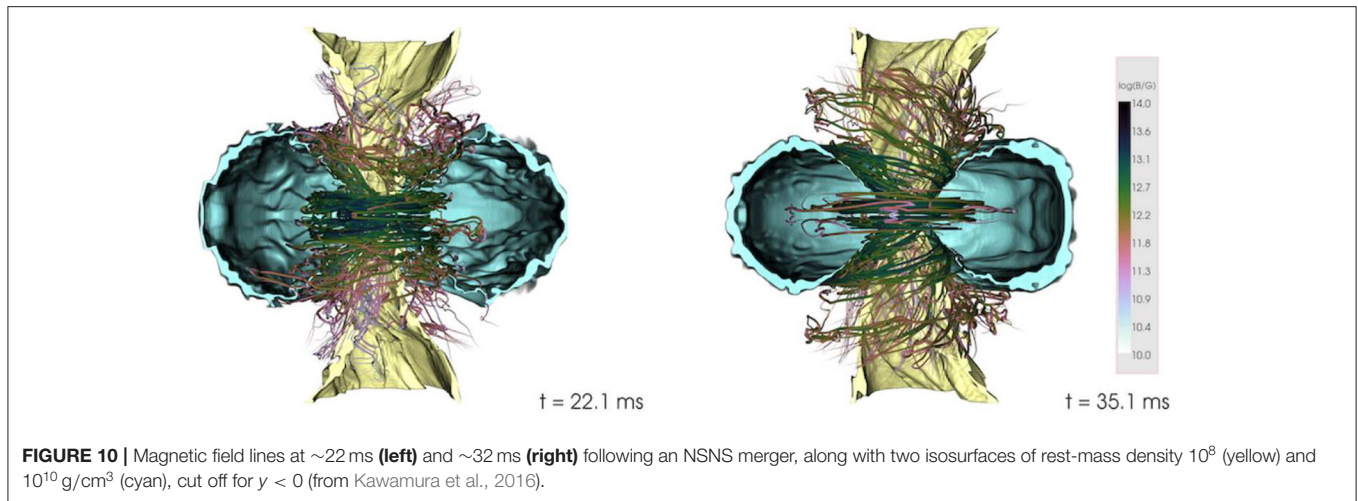 log(B/G)
14.0
13.6
13.1
12.7
12.2
11.8
11.3
10.9
10.4
10.0
t = 22.1 ms
t = 35.1 ms
FIGURE 10 | Magnetic field lines at ~22 ms (left) and ~32 ms (right) following an NSNS merger, along with two isosurfaces of rest-mass density 10⁸ (yellow) and
10¹⁰ g/cm³ (cyan), cut off for y < 0 (from Kawamura et al., 2016).